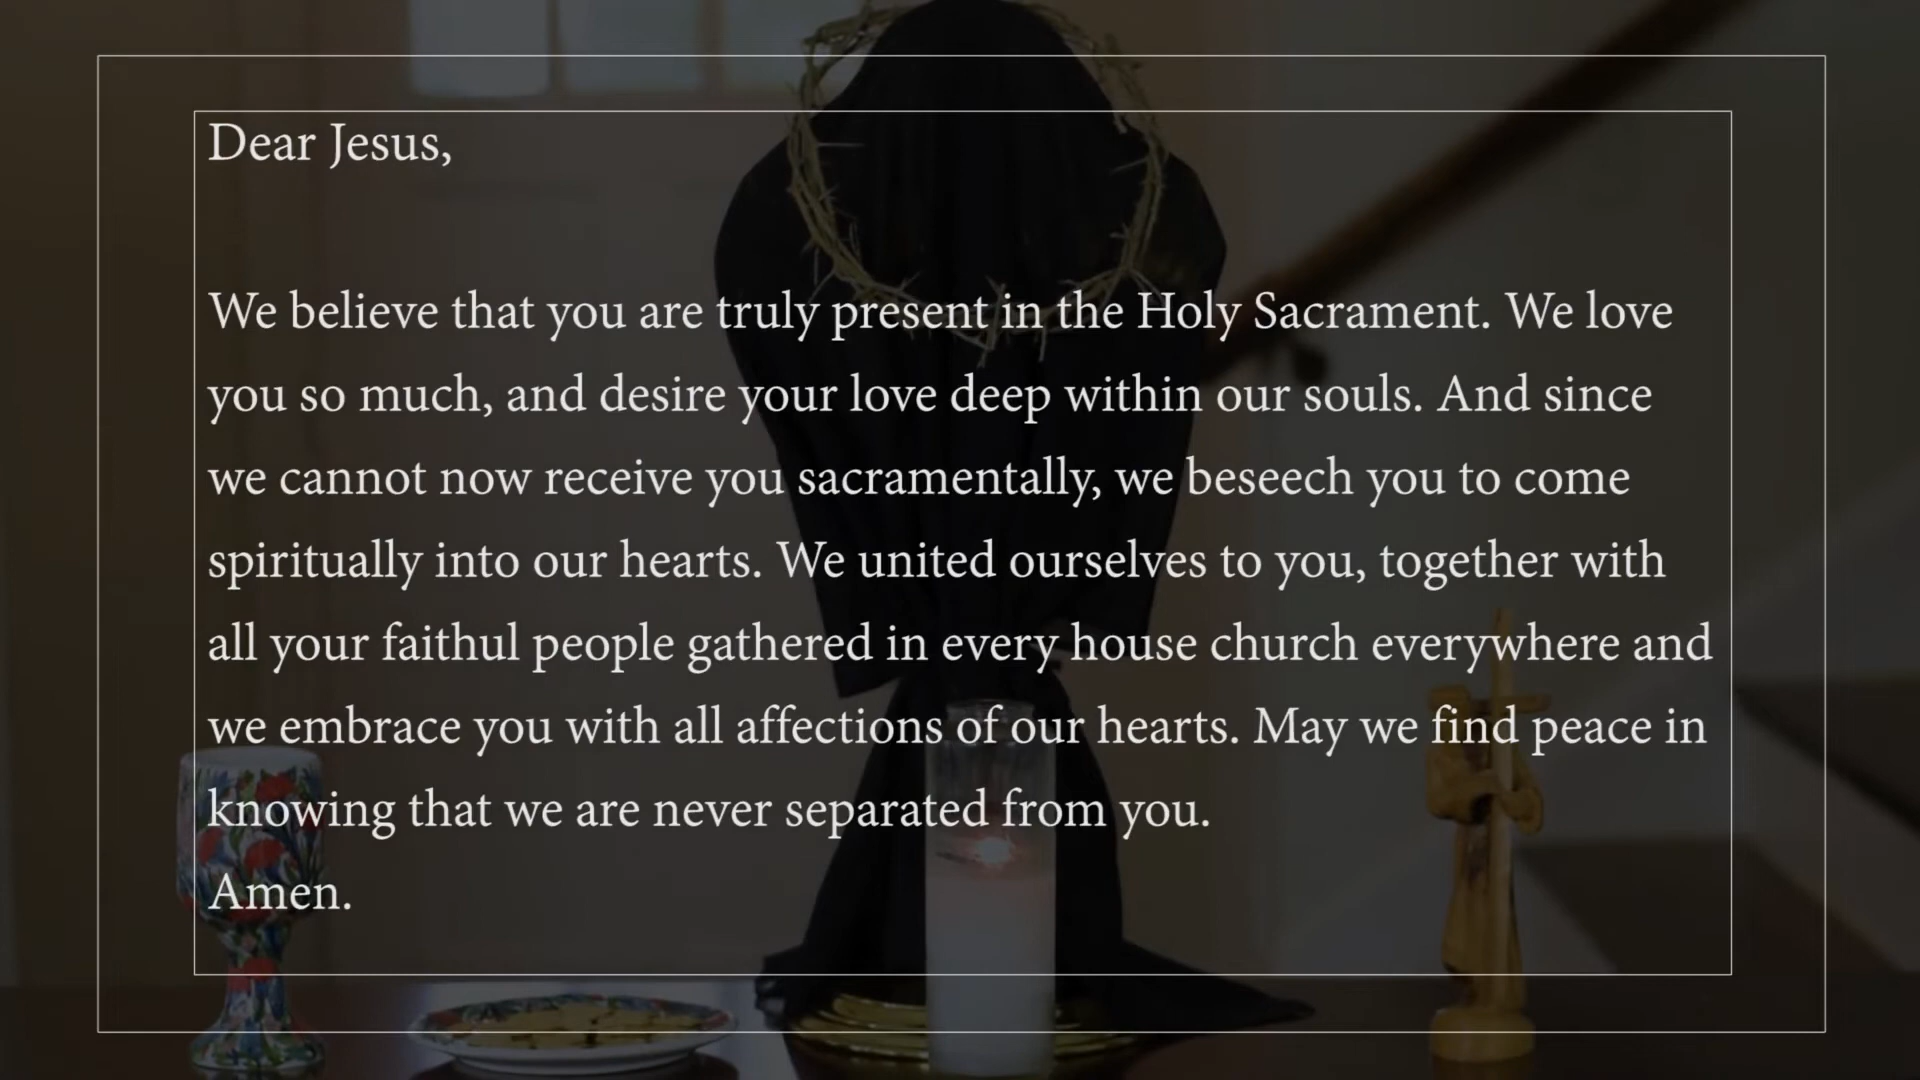 Dear Jesus,
We believe that you are truly present in the Holy Sacrament. We love
you so much, and desire your love deep within our souls. And since
we cannot now receive you sacramentally, we beseech you to come
spiritually into our hearts. We united ourselves to you, together with
all your faithul people gathered in every house church everywhere and
we embrace you with all affections of our hearts. May we find peace in
knowing that we are never separated from you.
Amen.